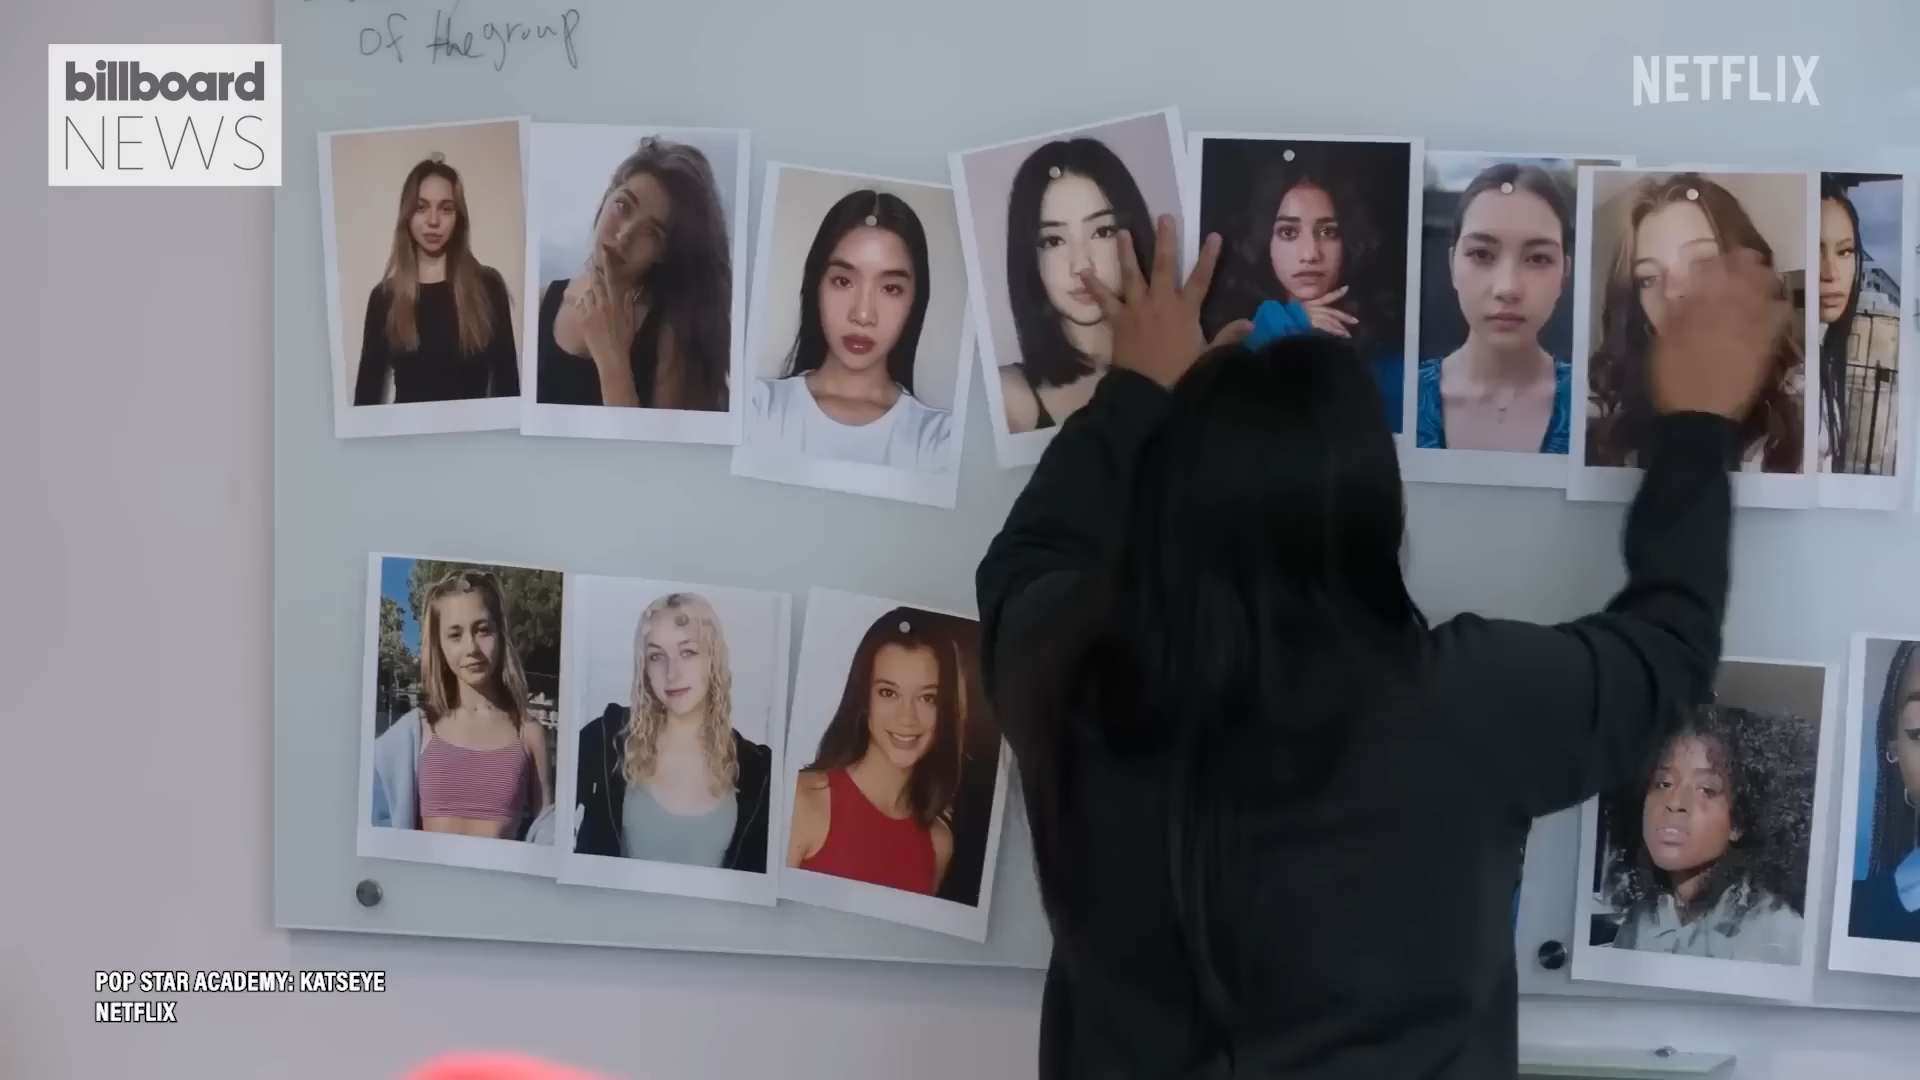 of the group
billboard
NEWS
NETFLIX
POP STAR ACADEMY: KATSEYE
NETFLIX